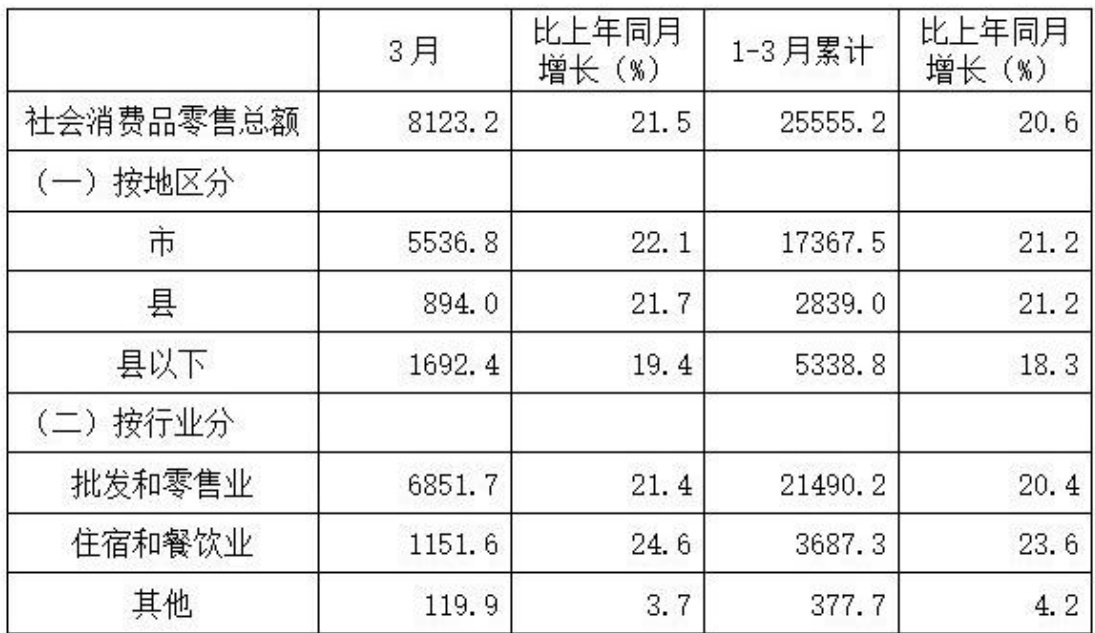 3月 比上年同月增长（%） 1-3月累计 比上年同月增长（%）
社会消费品零售总额 8123.2 21.5 25555.2 20.6
（一）按地区分
市 5536.8 22.1 17367.5 21.2
县 894.0 21.7 2839.0 21.2
县以下 1692.4 19.4 5338.8 18.3
（二）按行业分
批发和零售业 6851.7 21.4 21490.2 20.4
住宿和餐饮业 1151.6 24.6 3687.3 23.6
其他 119.9 3.7 377.7 4.2